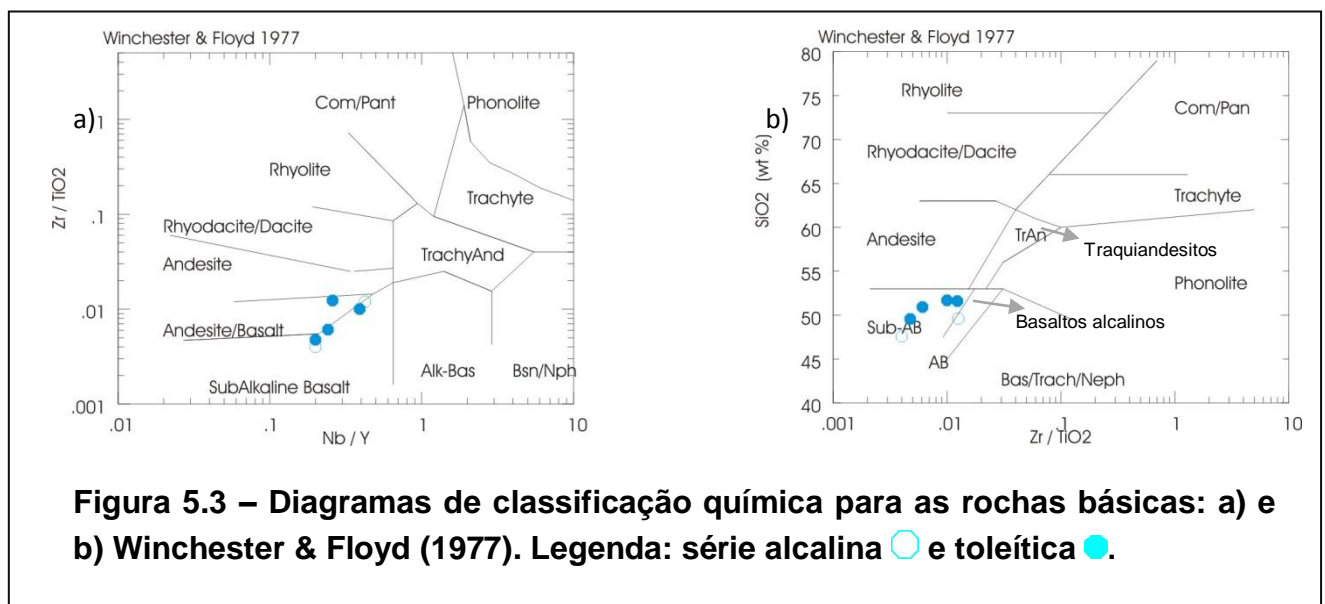 Winchester & Floyd 1977
a)
Zr / TiO2
.1
.01
.001
Com/Pant
Phonolite
Rhyolite
Trachyte
Rhyodacite/Dacite
TrachyAnd
Andesite
Andesite/Basalt
Alk-Bas
Bsn/Nph
SubAlkaline Basalt
.01
.1
1
10
Nb / Y
Winchester & Floyd 1977
b)
SiO2 (wt %)
80
75
70
65
60
55
50
45
40
Rhyolite
Com/Pan
Rhyodacite/Dacite
Trachyte
Andesite
TrAn
Traquiandesitos
Phonolite
Sub-AB
Basaltos alcalinos
AB
Bas/Trach/Neph
.001
.01
.1
1
10
Zr / TiO2
Figura 5.3 – Diagramas de classificação química para as rochas básicas: a) e
b) Winchester & Floyd (1977). Legenda: série alcalina e toleítica .